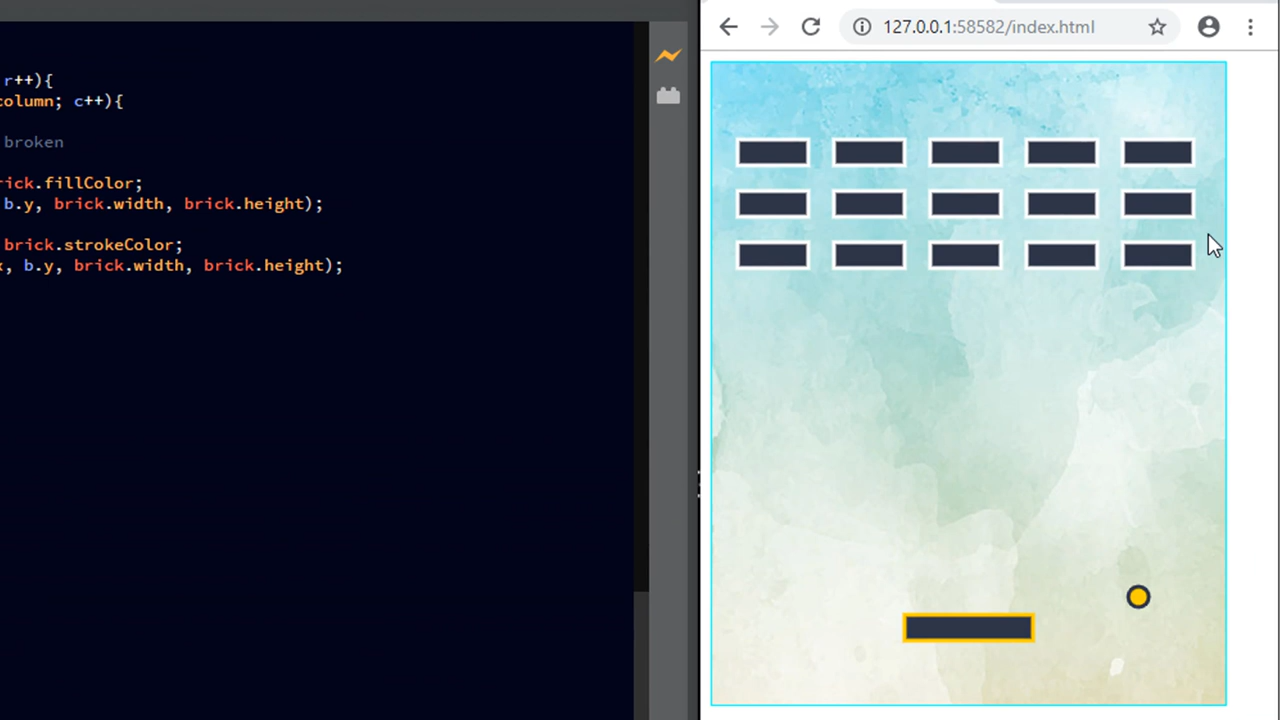 r++){
column; c++){
broken
rick.fillColor;
b.y, brick.width, brick.height);
brick.strokeColor;
x, b.y, brick.width, brick.height);
127.0.0.1:58582/index.html